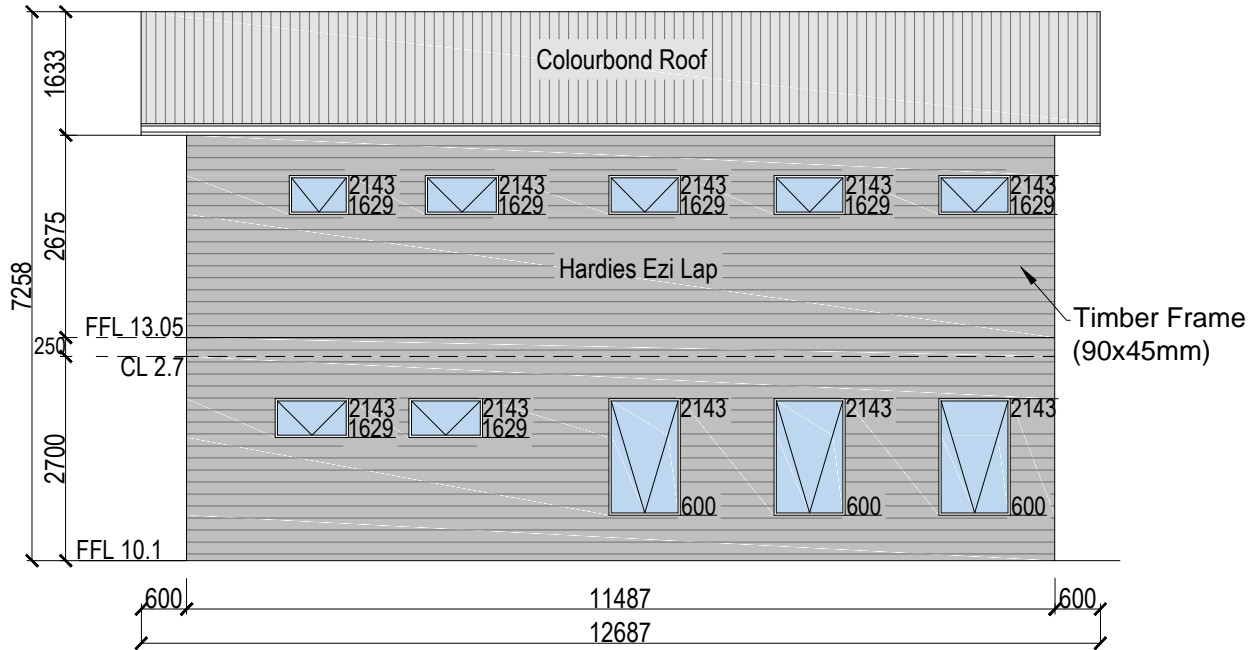 1633
Colourbond Roof
2143 2143 2143 2143 2143
1629 1629 1629 1629 1629
2675
7258
Hardies Ezi Lap
Timber Frame
(90x45mm)
FFL 13.05
250
CL 2.7
2143 2143 2143 2143 2143
1629 1629
2700
600 600 600
FFL 10.1
600 11487 600
12687